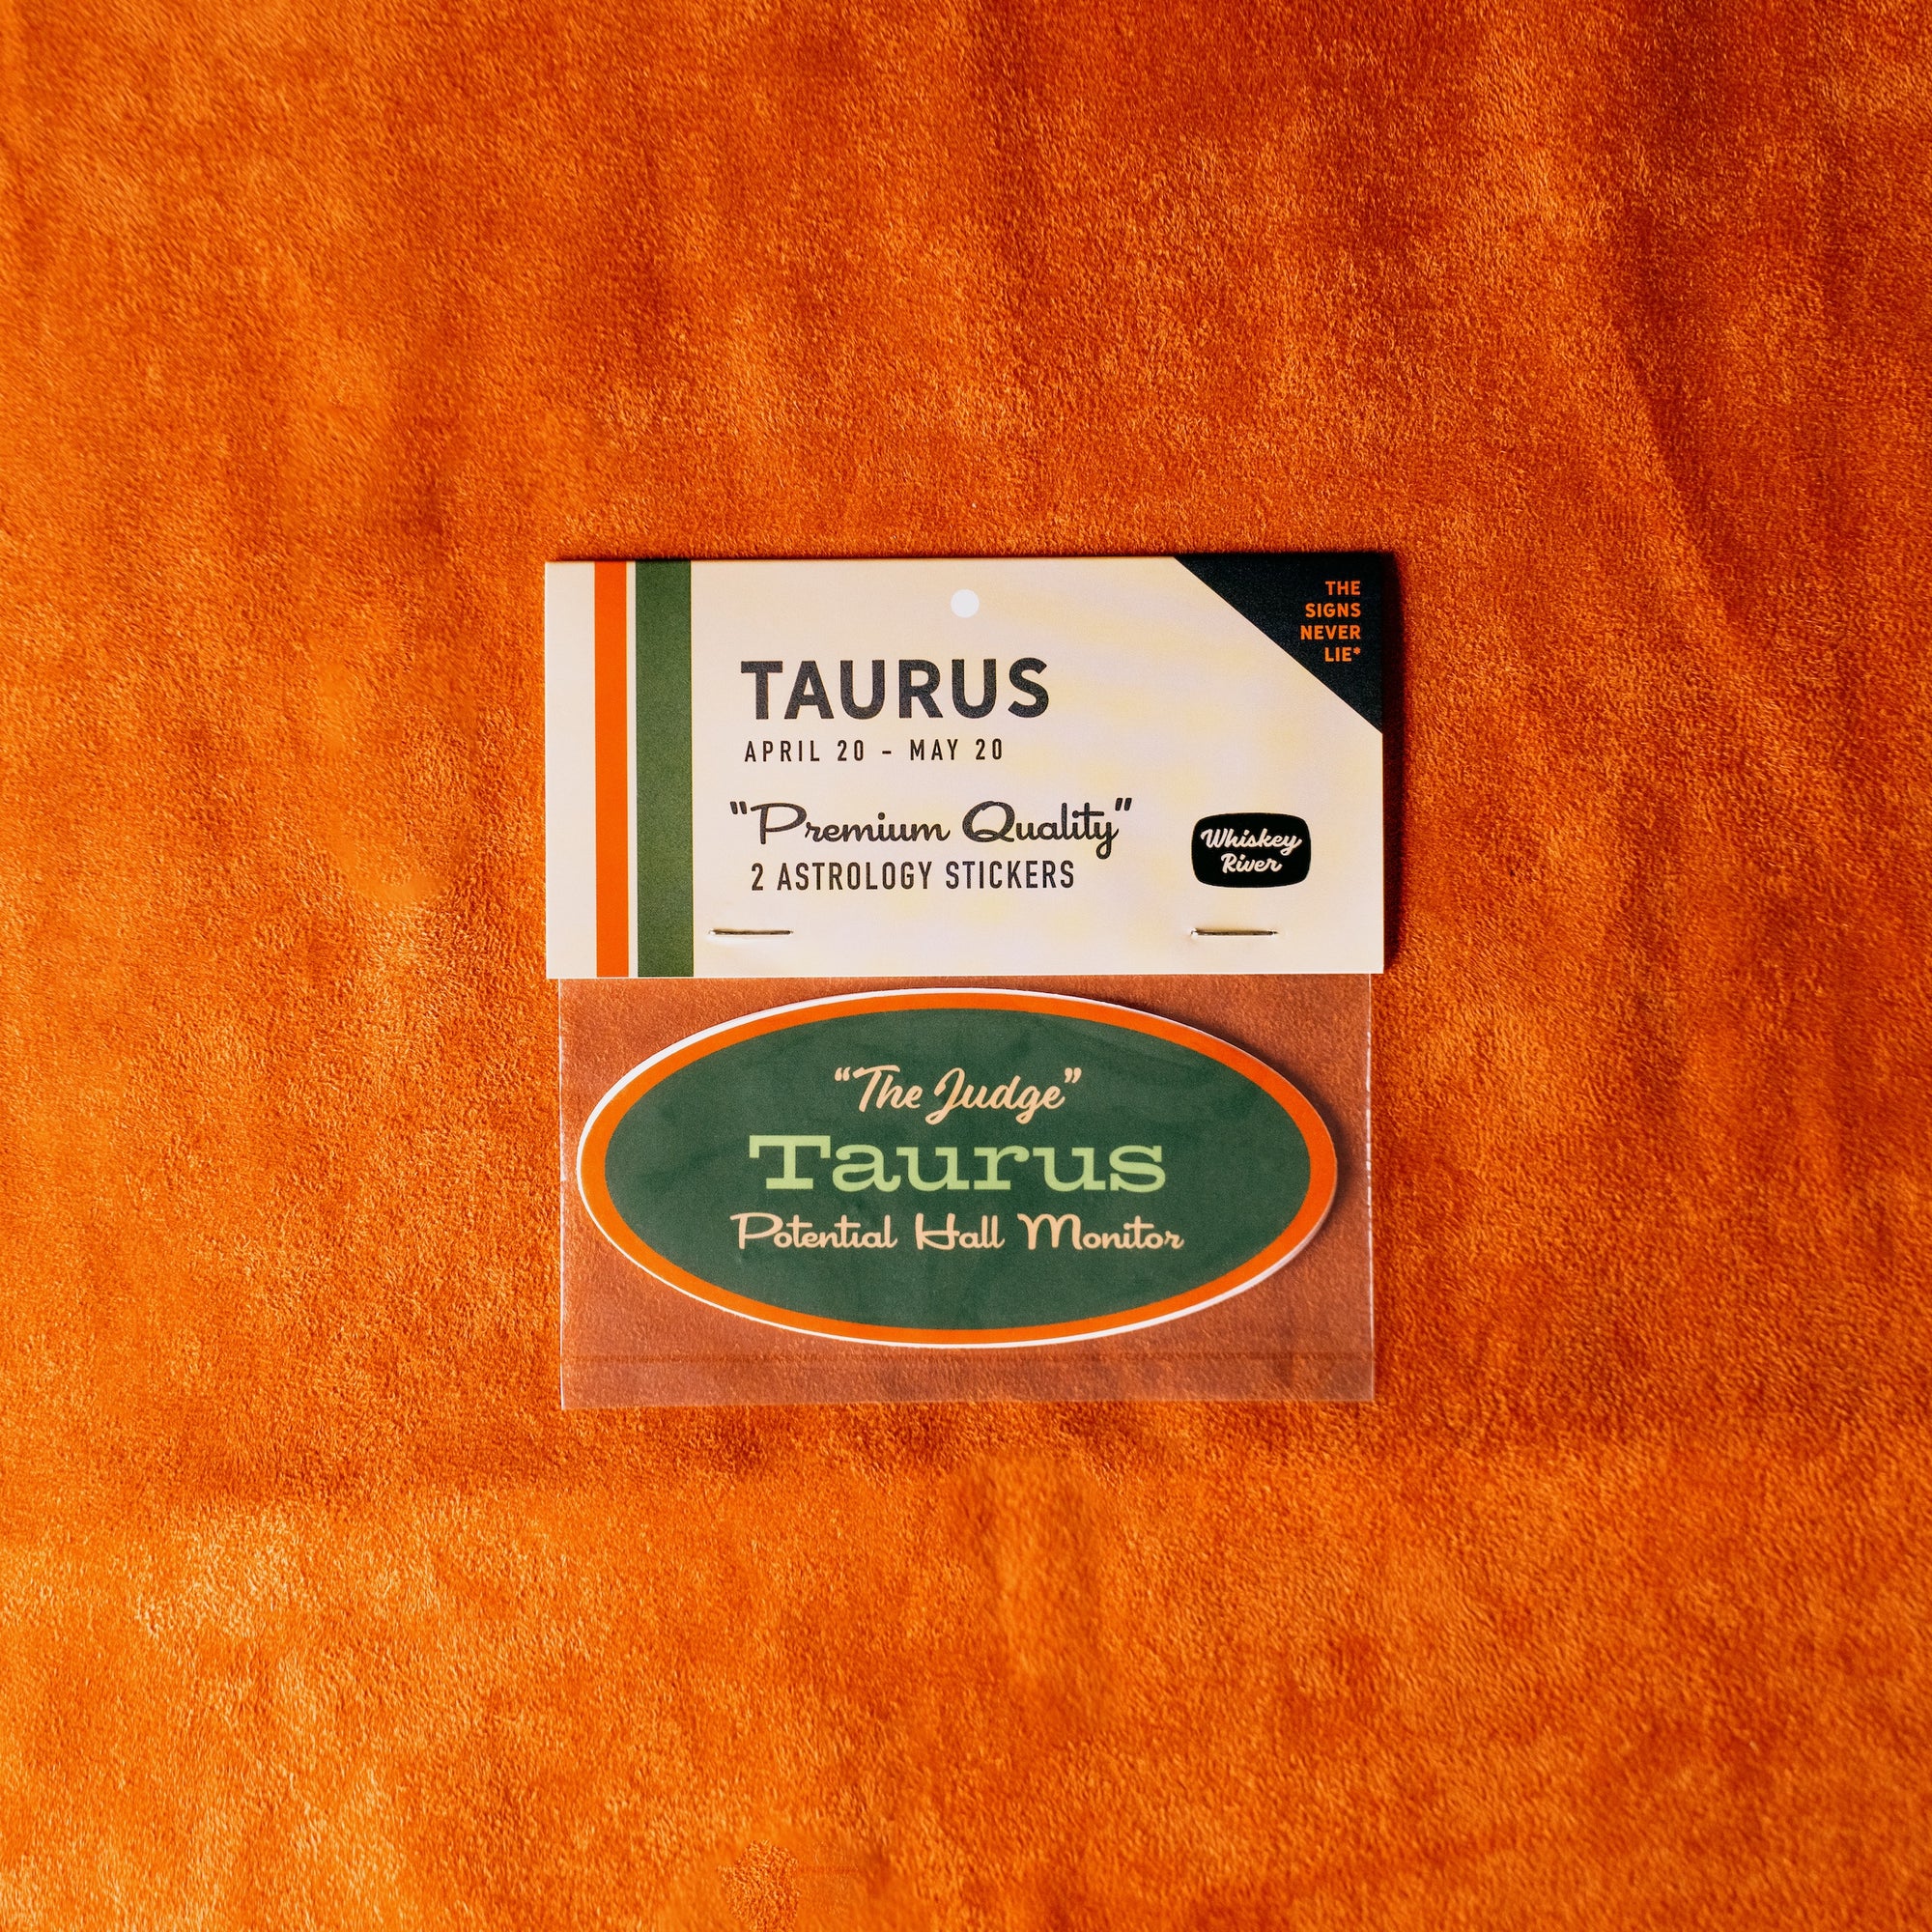 THE
SIGNS
NEVER
LIE*
TAURUS
APRIL 20 - MAY 20
"Premium Quality"
2 ASTROLOGY STICKERS
Whiskey
River
"The Judge"
Taurus
Potential Hall Monitor